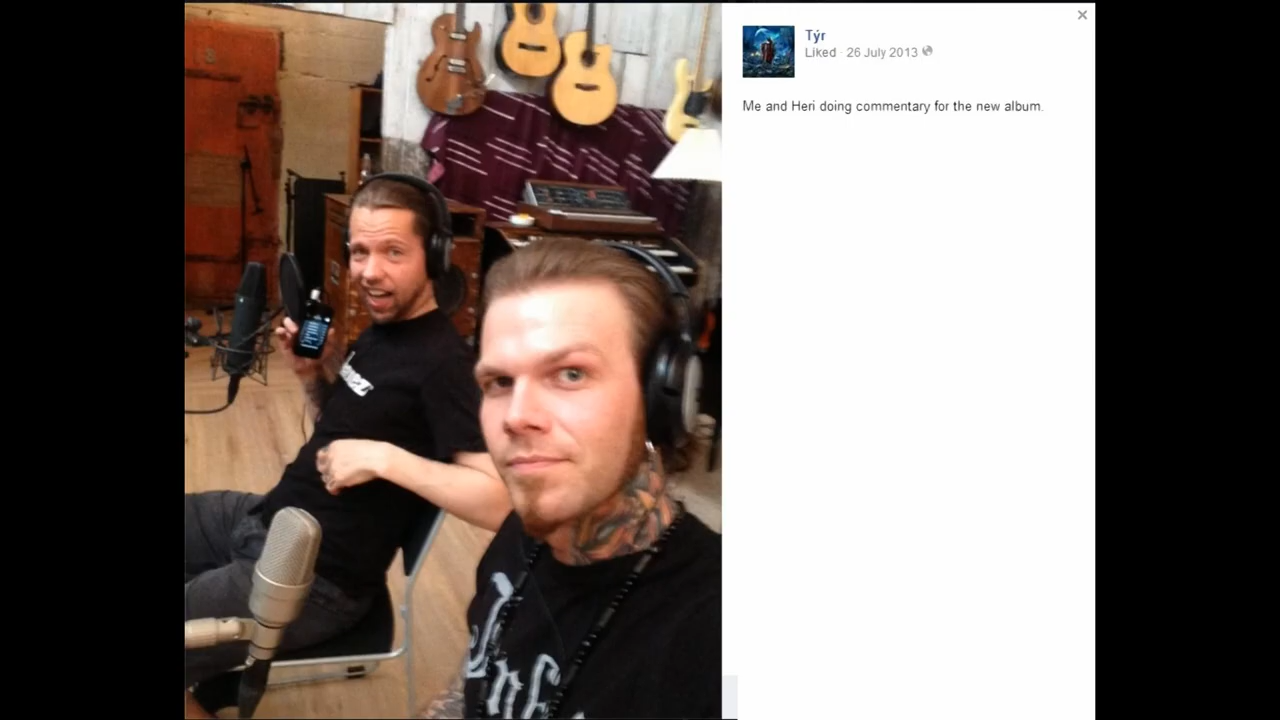 Týr
Liked · 26 July 2013
Me and Heri doing commentary for the new album.